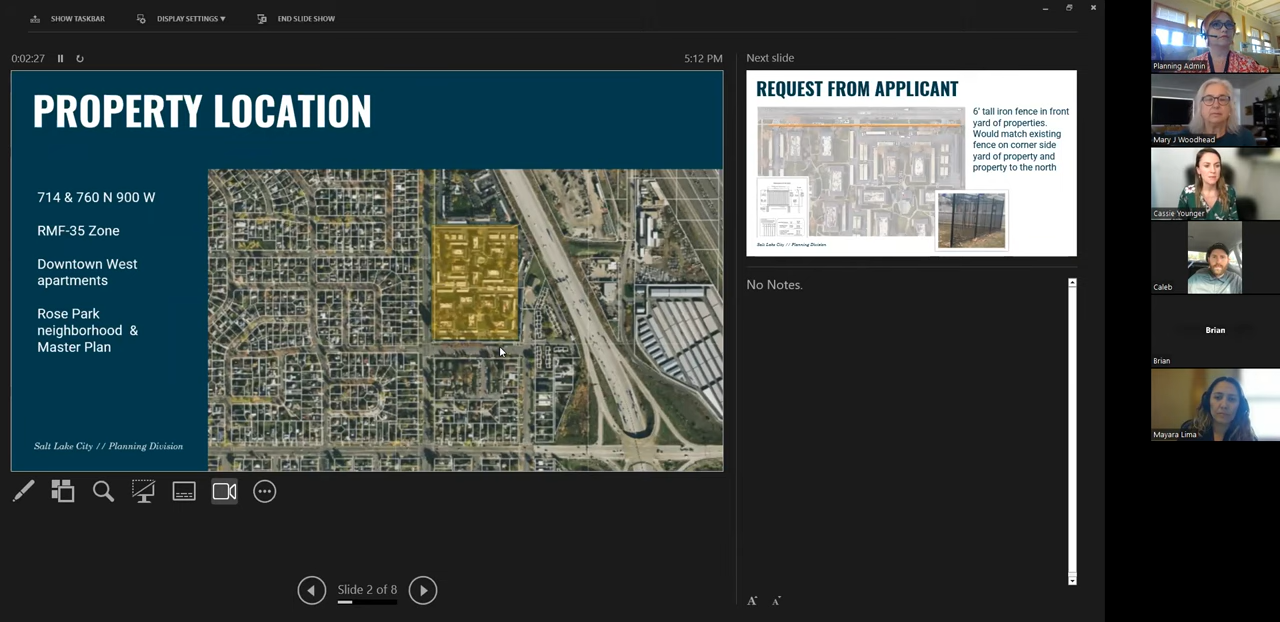 SHOW TASKBAR
DISPLAY SETTINGS ▼
END SLIDE SHOW
0:02:27
5:12 PM
PROPERTY LOCATION
714 & 760 N 900 W
RMF-35 Zone
Downtown West
apartments
Rose Park
neighborhood &
Master Plan
Salt Lake City // Planning Division
Slide 2 of 8
Next slide
REQUEST FROM APPLICANT
6' tall iron fence in front
yard of properties.
Would match existing
fence on corner side
yard of property and
property to the north
Salt Lake City // Planning Division
No Notes.
A
A
Planning Admin
Mary J Woodhead
Cassie Younger
Caleb
Brian
Brian
Mayara Lima